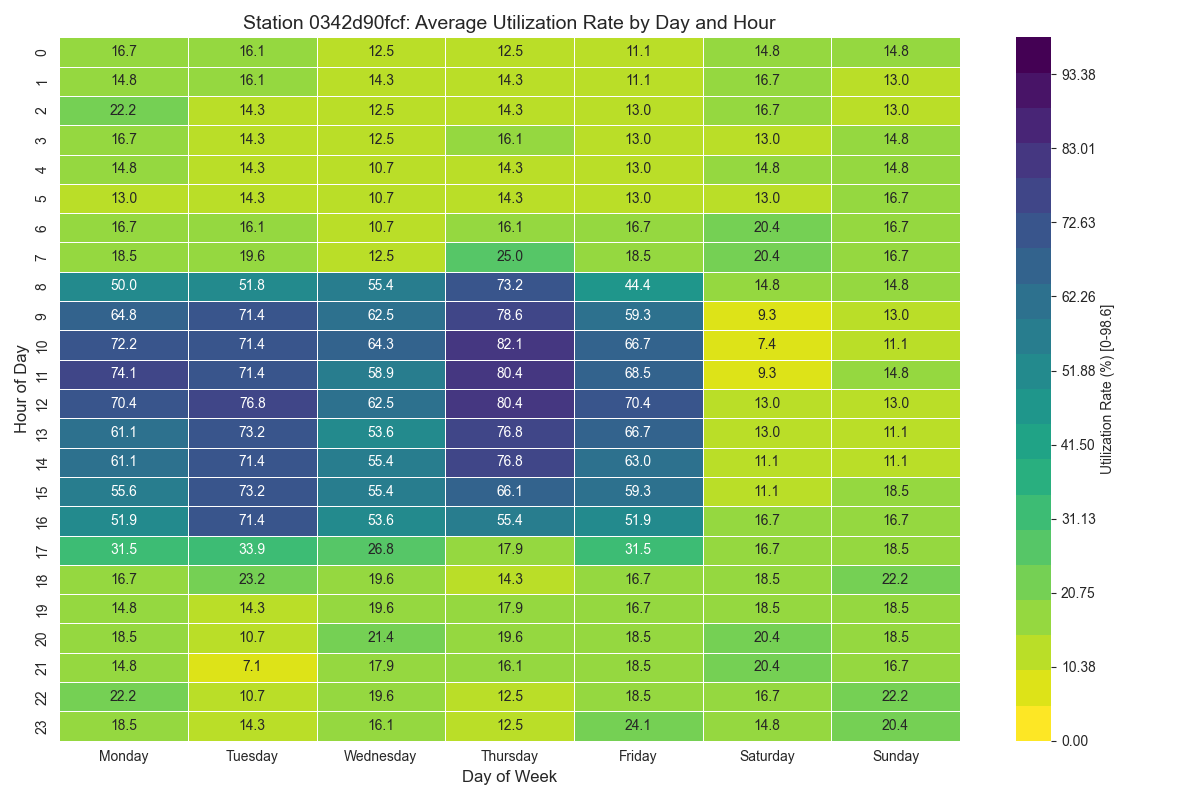 Station 0342d90fcf: Average Utilization Rate by Day and Hour
0 16.7 16.1 12.5 12.5 11.1 14.8 14.8
1 14.8 16.1 14.3 14.3 11.1 16.7 13.0
2 22.2 14.3 12.5 14.3 13.0 16.7 13.0
3 16.7 14.3 12.5 16.1 13.0 13.0 14.8
4 14.8 14.3 10.7 14.3 13.0 14.8 14.8
5 13.0 14.3 10.7 14.3 13.0 13.0 16.7
6 16.7 16.1 10.7 16.1 16.7 20.4 16.7
7 18.5 19.6 12.5 25.0 18.5 20.4 16.7
8 50.0 51.8 55.4 73.2 44.4 14.8 14.8
9 64.8 71.4 62.5 78.6 59.3 9.3 13.0
10 72.2 71.4 64.3 82.1 66.7 7.4 11.1
11 74.1 71.4 58.9 80.4 68.5 9.3 14.8
12 70.4 76.8 62.5 80.4 70.4 13.0 13.0
13 61.1 73.2 53.6 76.8 66.7 13.0 11.1
14 61.1 71.4 55.4 76.8 63.0 11.1 11.1
15 55.6 73.2 55.4 66.1 59.3 11.1 18.5
16 51.9 71.4 53.6 55.4 51.9 16.7 16.7
17 31.5 33.9 26.8 17.9 31.5 16.7 18.5
18 16.7 23.2 19.6 14.3 16.7 18.5 22.2
19 14.8 14.3 19.6 17.9 16.7 18.5 18.5
20 18.5 10.7 21.4 19.6 18.5 20.4 18.5
21 14.8 7.1 17.9 16.1 18.5 20.4 16.7
22 22.2 10.7 19.6 12.5 18.5 16.7 22.2
23 18.5 14.3 16.1 12.5 24.1 14.8 20.4
Monday Tuesday Wednesday Thursday Friday Saturday Sunday
Day of Week
Hour of Day
93.38
83.01
72.63
62.26
51.88
41.50
31.13
20.75
10.38
0.00
Utilization Rate (%) [0-98.6]